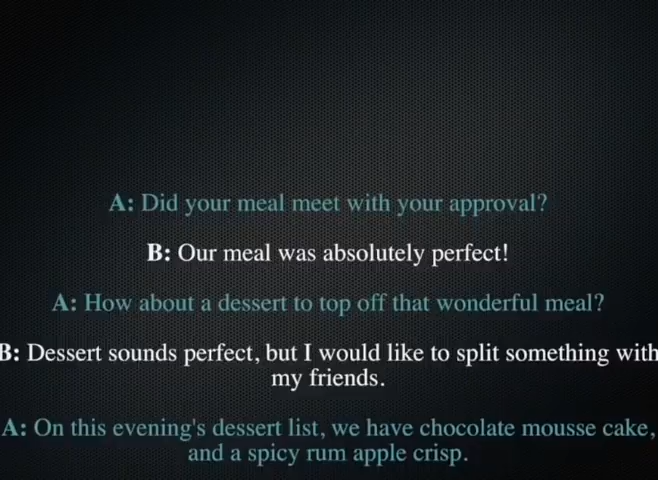 A: Did your meal meet with your approval?
B: Our meal was absolutely perfect!
A: How about a dessert to top off that wonderful meal?
B: Dessert sounds perfect, but I would like to split something with
my friends.
A: On this evening's dessert list, we have chocolate mousse cake,
and a spicy rum apple crisp.